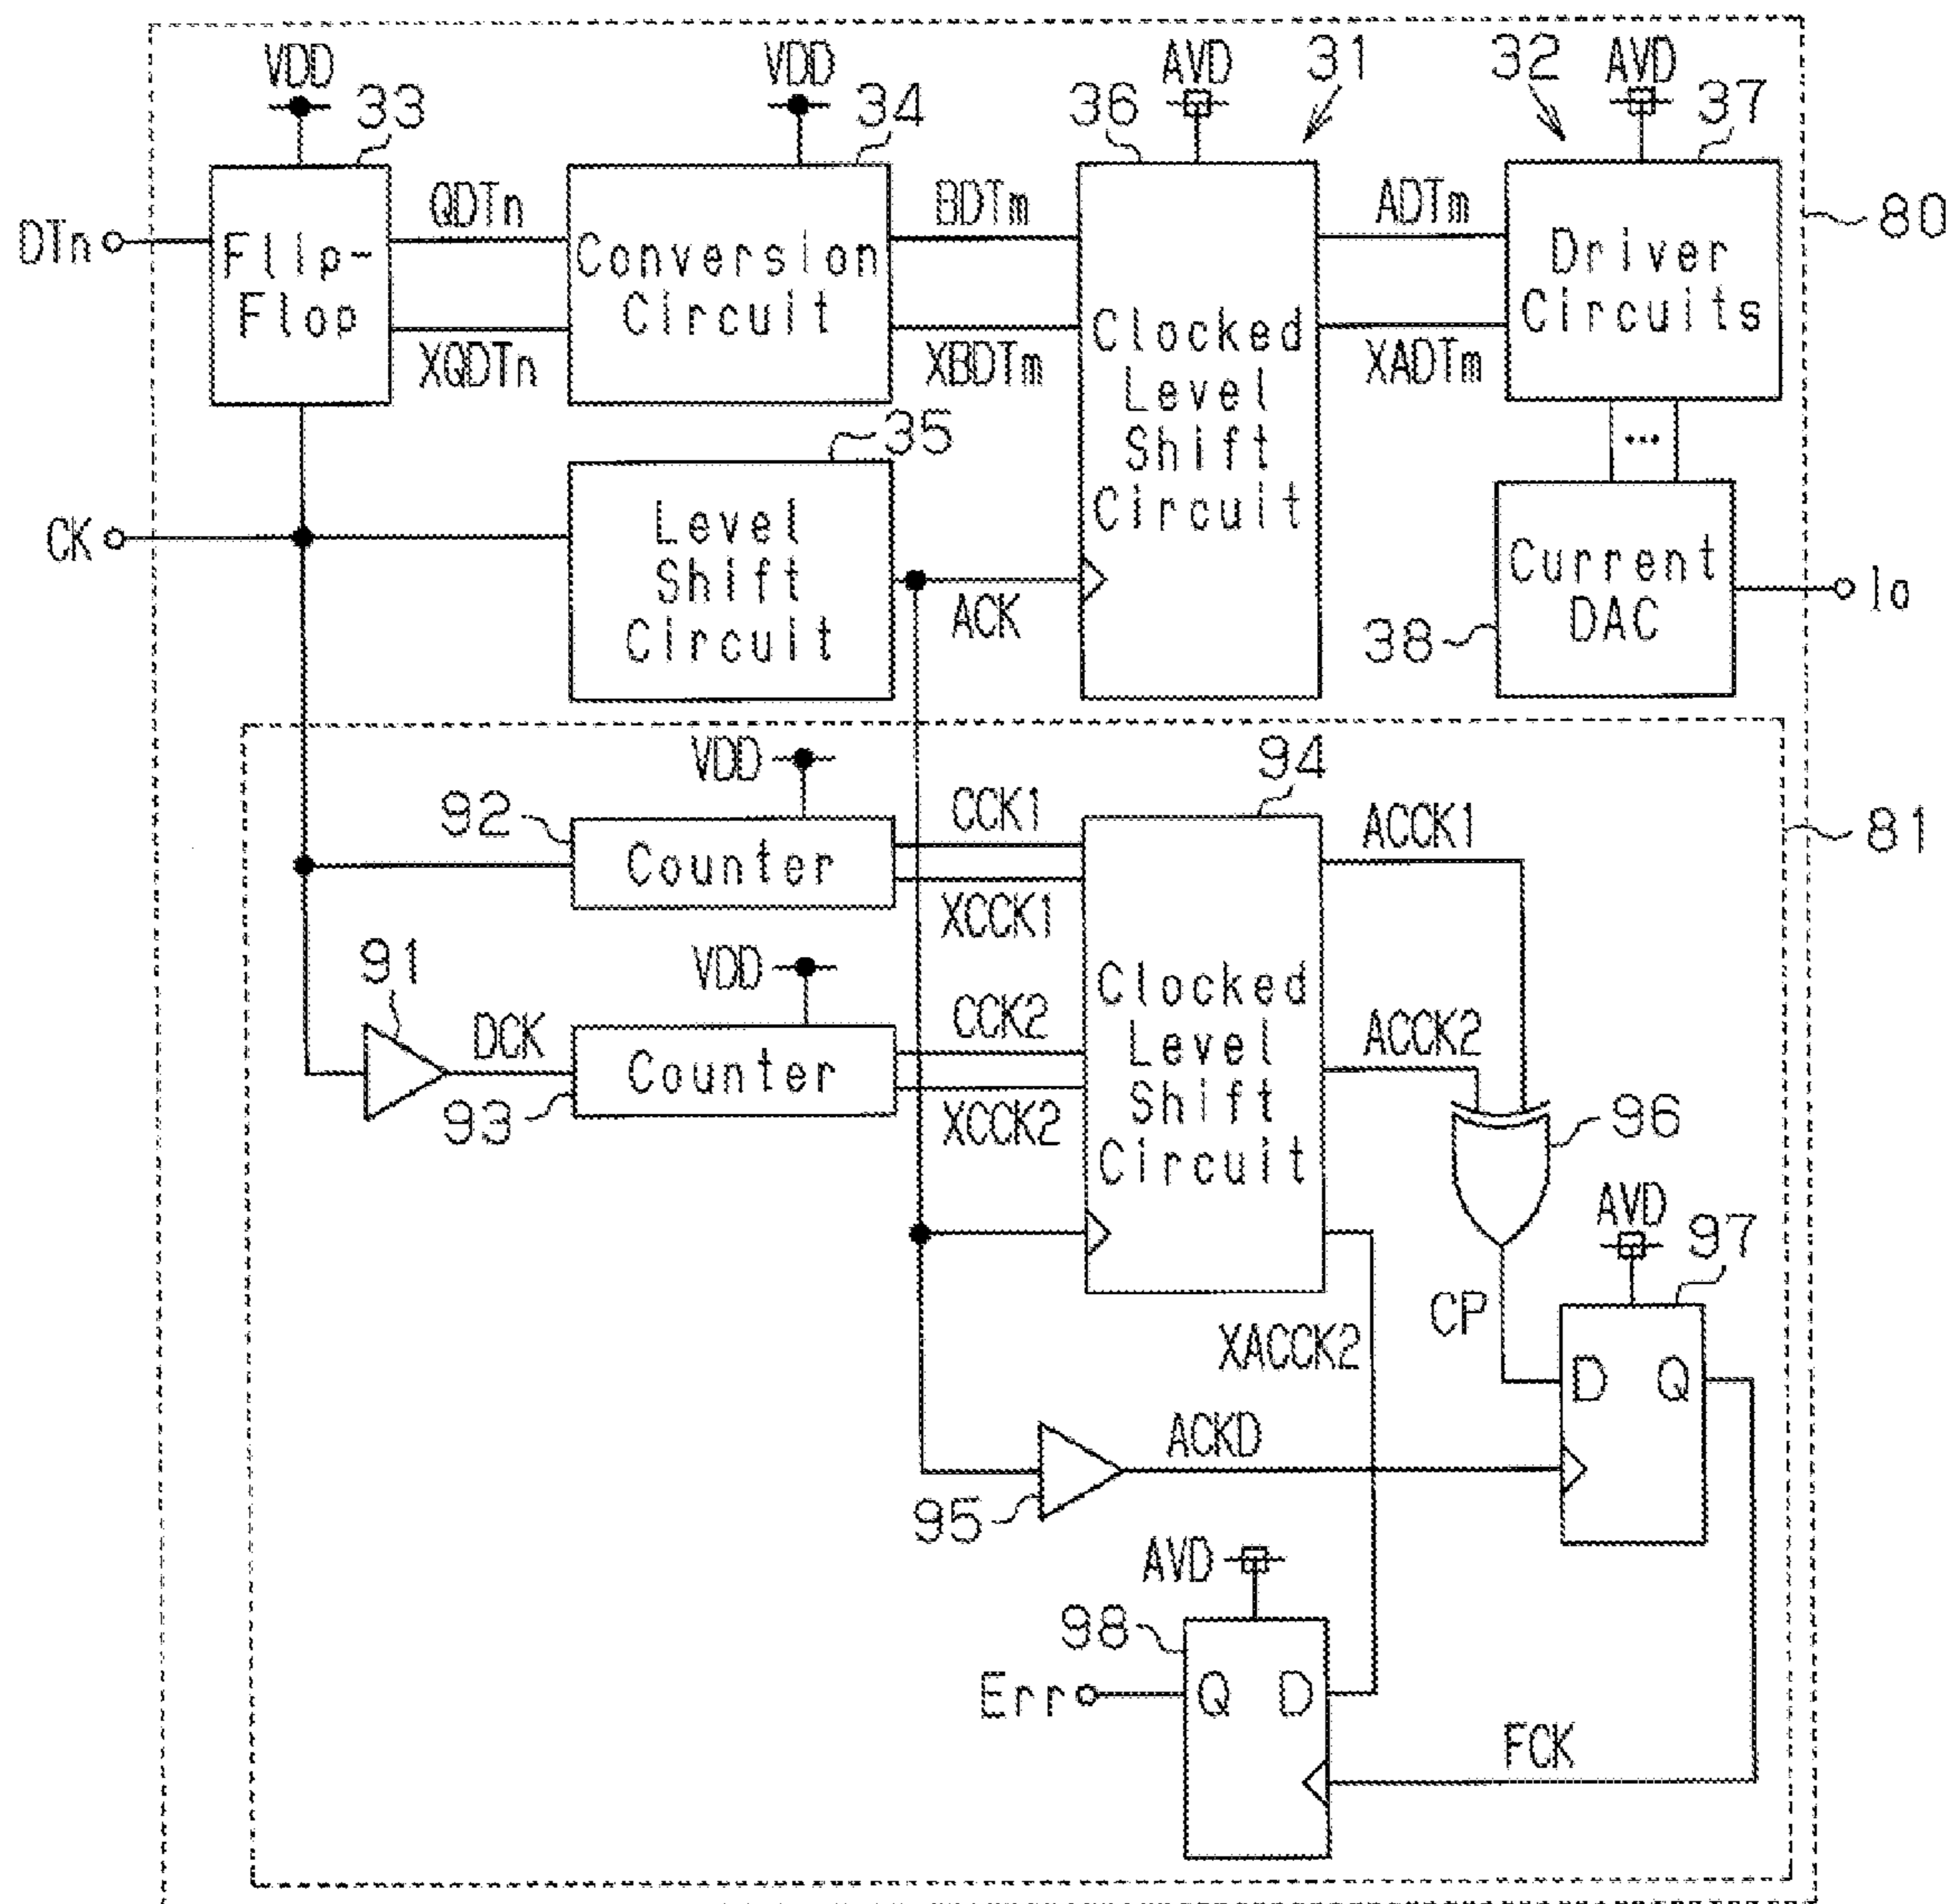 VDD
VDD
AVD
31
32
AVD
33
34
36
37
DTn
Flip-
Flop
QDTn
XQDTn
Conversion
Circuit
BDTm
XBDTm
Clocked
Level
Shift
Circuit
ADTm
XADTm
Driver
Circuits
80
...
35
CK
Level
Shift
Circuit
ACK
Current
DAC
38
Io
VDD
94
92
Counter
CCK1
XCCK1
ACCK1
81
91
VDD
DCK
93
Counter
CCK2
XCCK2
Clocked
Level
Shift
Circuit
ACCK2
96
AVD
97
CP
XACCK2
D Q
ACKD
95
AVD
98
Err
Q D
FCK